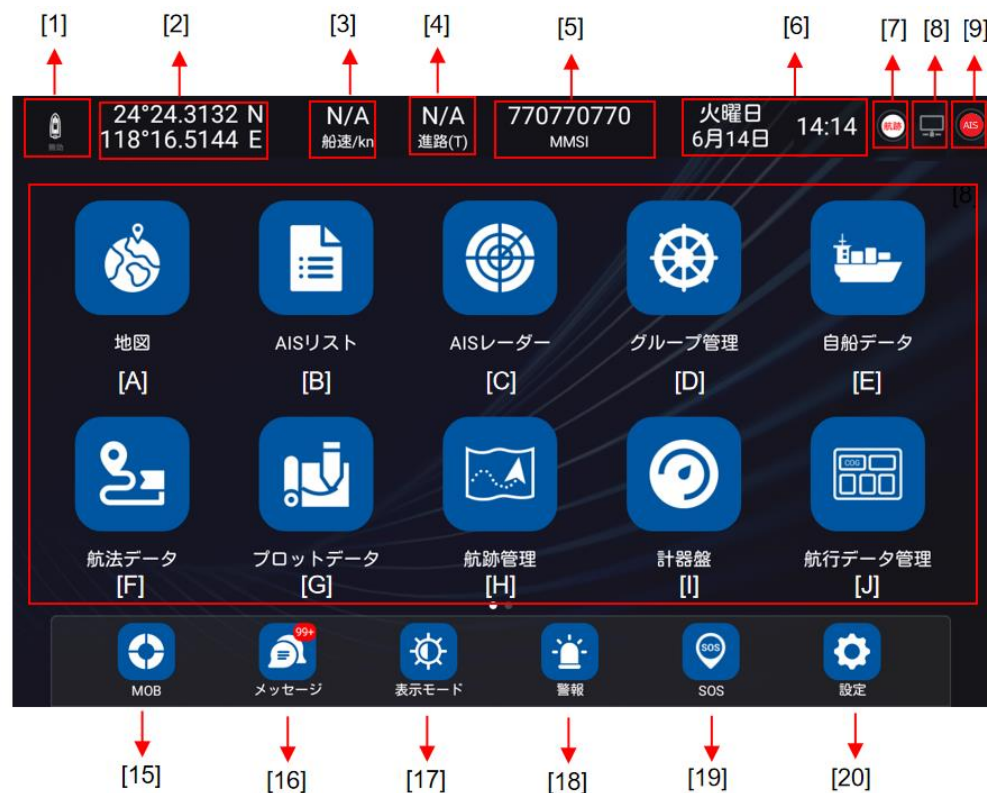 [1]
[2]
[3]
[4]
[5]
[6]
[7]
[8]
[9]
無効
24°24.3132 N
118°16.5144 E
N/A
船速/kn
N/A
進路(T)
770770770
MMSI
火曜日
6月14日
14:14
航跡
AIS
[8]
地図
AISリスト
AISレーダー
グループ管理
自船データ
[A]
[B]
[C]
[D]
[E]
COG
航法データ
プロットデータ
航跡管理
計器盤
航行データ管理
[F]
[G]
[H]
[I]
[J]
99+
SOS
MOB
メッセージ
表示モード
警報
SOS
設定
[15]
[16]
[17]
[18]
[19]
[20]